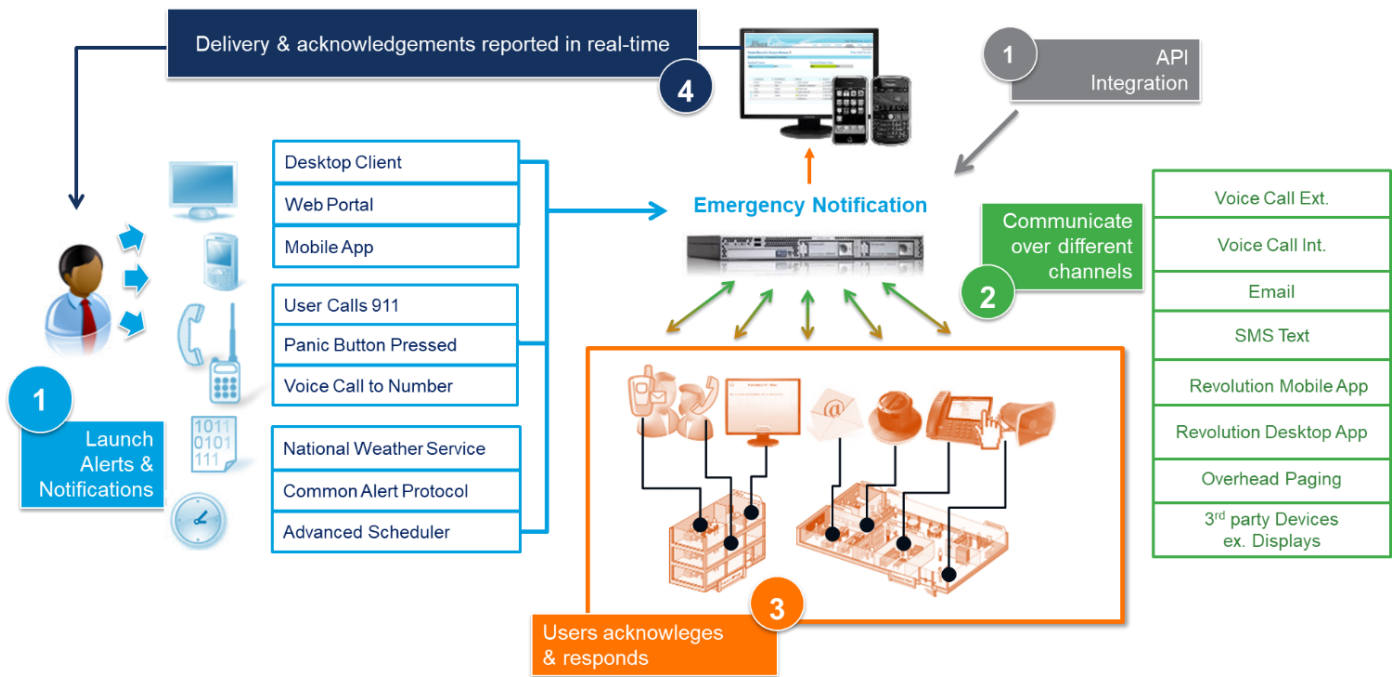 Delivery & acknowledgements reported in real-time
4
1
API
Integration
Desktop Client
Web Portal
Mobile App
User Calls 911
Panic Button Pressed
Voice Call to Number
National Weather Service
Common Alert Protocol
Advanced Scheduler
1
Launch
Alerts &
Notifications
1011
0101
111
Emergency Notification
Communicate
over different
channels
2
Voice Call Ext.
Voice Call Int.
Email
SMS Text
Revolution Mobile App
Revolution Desktop App
Overhead Paging
3rd party Devices
ex. Displays
@
3
Users acknowleges
& responds